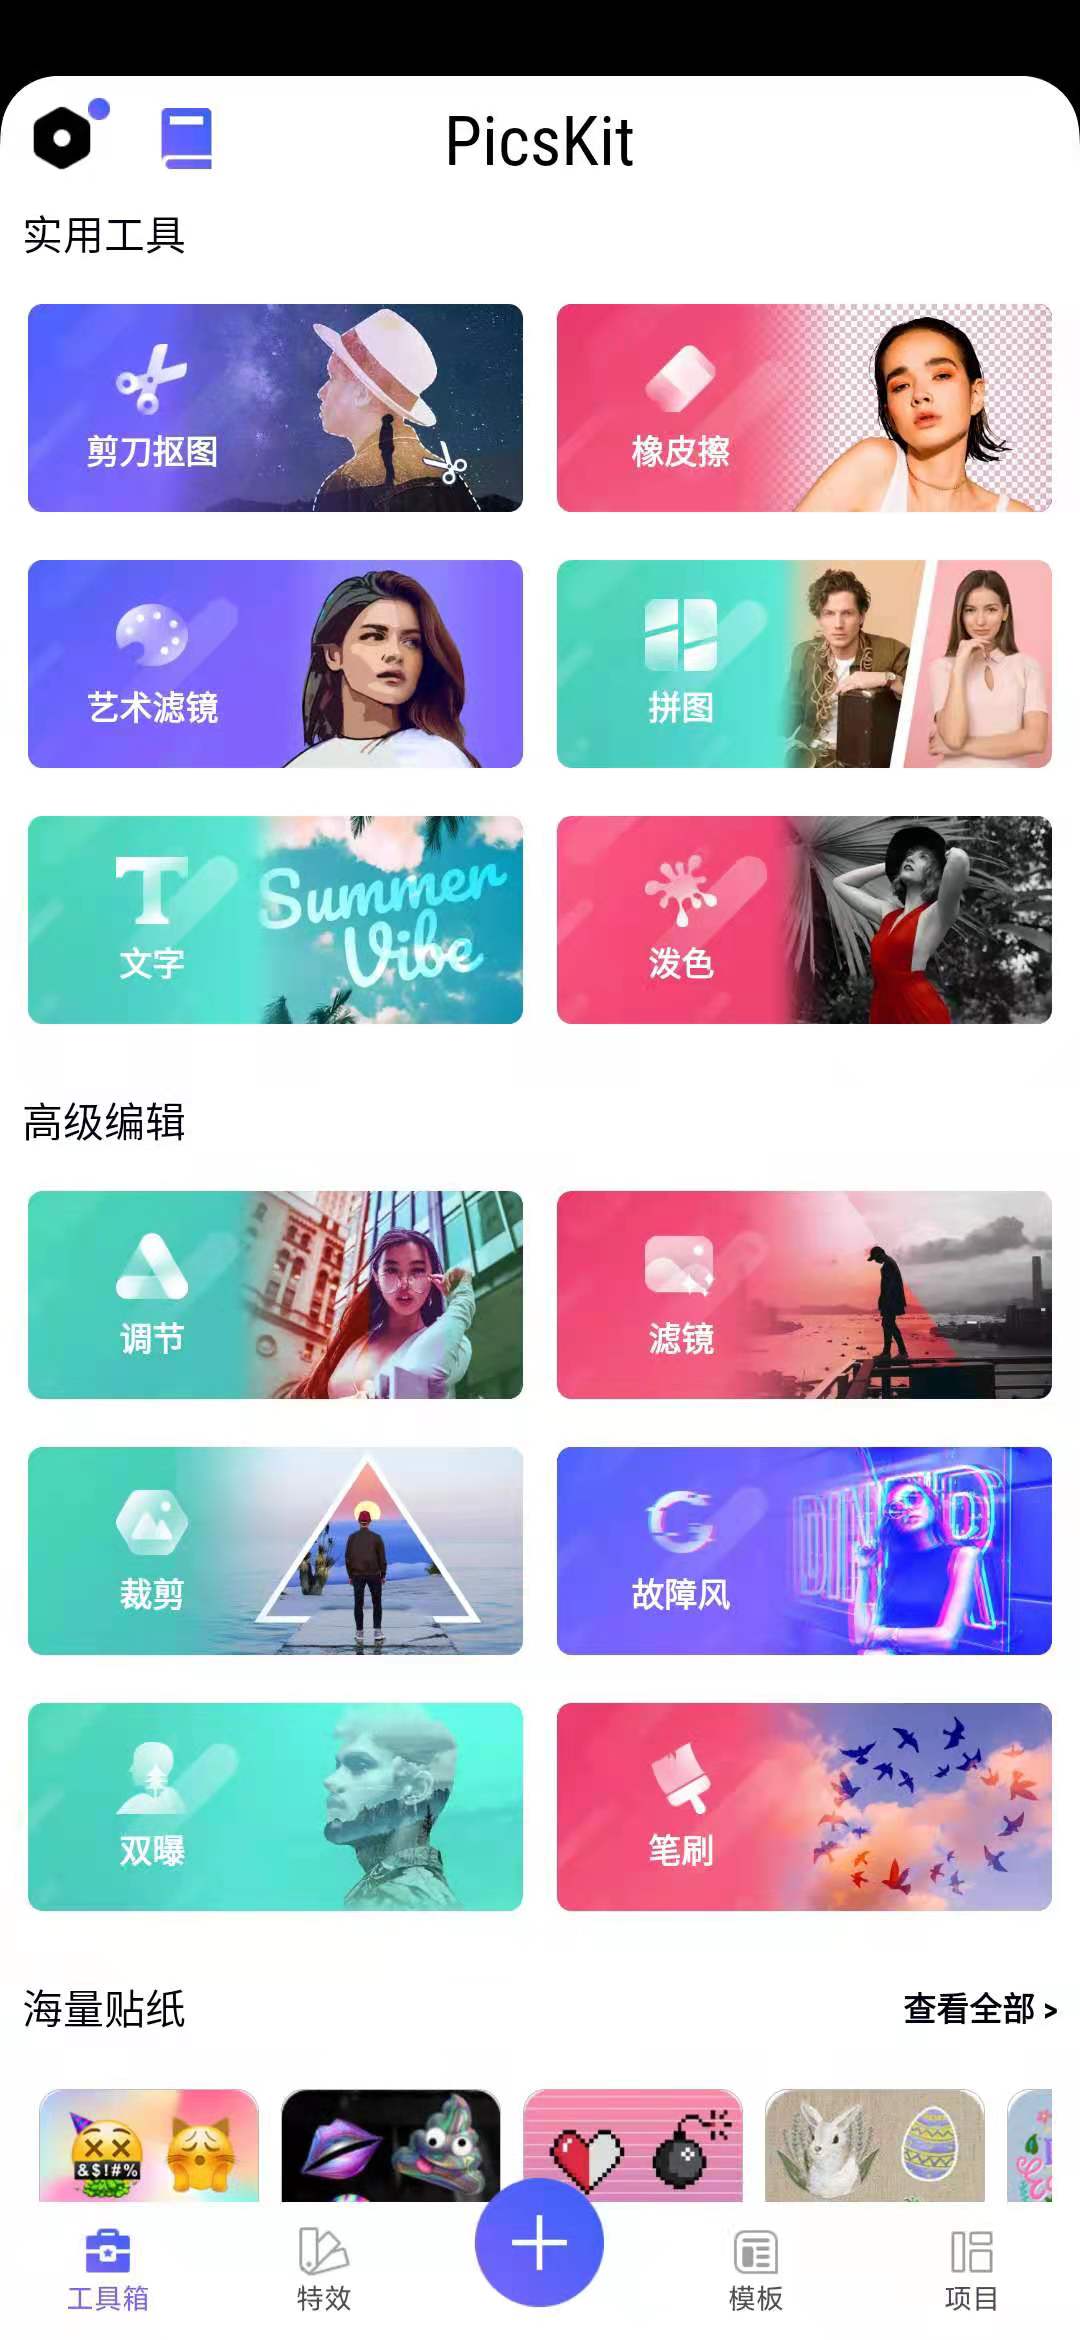 PicsKit
实用工具
剪刀抠图
橡皮擦
艺术滤镜
拼图
文字
Summer
Vibe
泼色
高级编辑
调节
滤镜
裁剪
故障风
双曝
笔刷
海量贴纸
查看全部 >
&$!#%
工具箱
特效
模板
项目